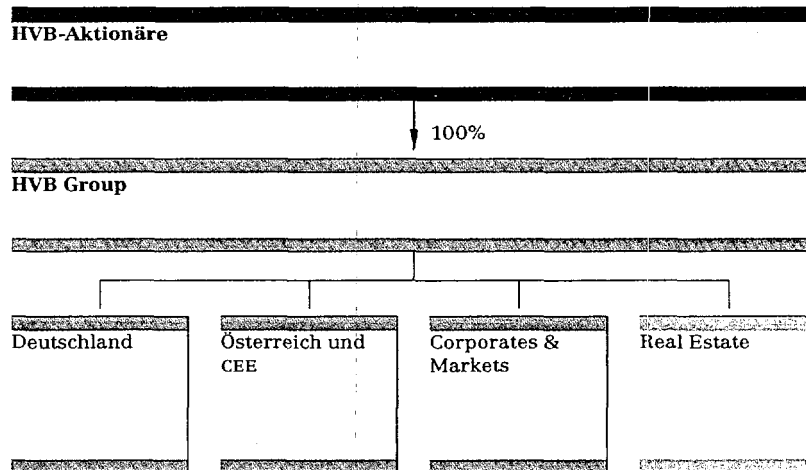 HVB-Aktionäre
100%
HVB Group
Deutschland
Österreich und
CEE
Corporates &
Markets
Real Estate